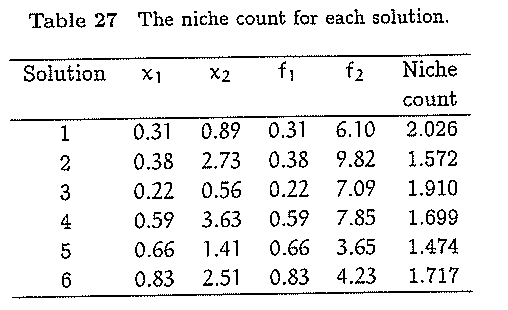 Table 27 The niche count for each solution.
Solution x1 x2 f1 f2 Niche
count
1 0.31 0.89 0.31 6.10 2.026
2 0.38 2.73 0.38 9.82 1.572
3 0.22 0.56 0.22 7.09 1.910
4 0.59 3.63 0.59 7.85 1.699
5 0.66 1.41 0.66 3.65 1.474
6 0.83 2.51 0.83 4.23 1.717